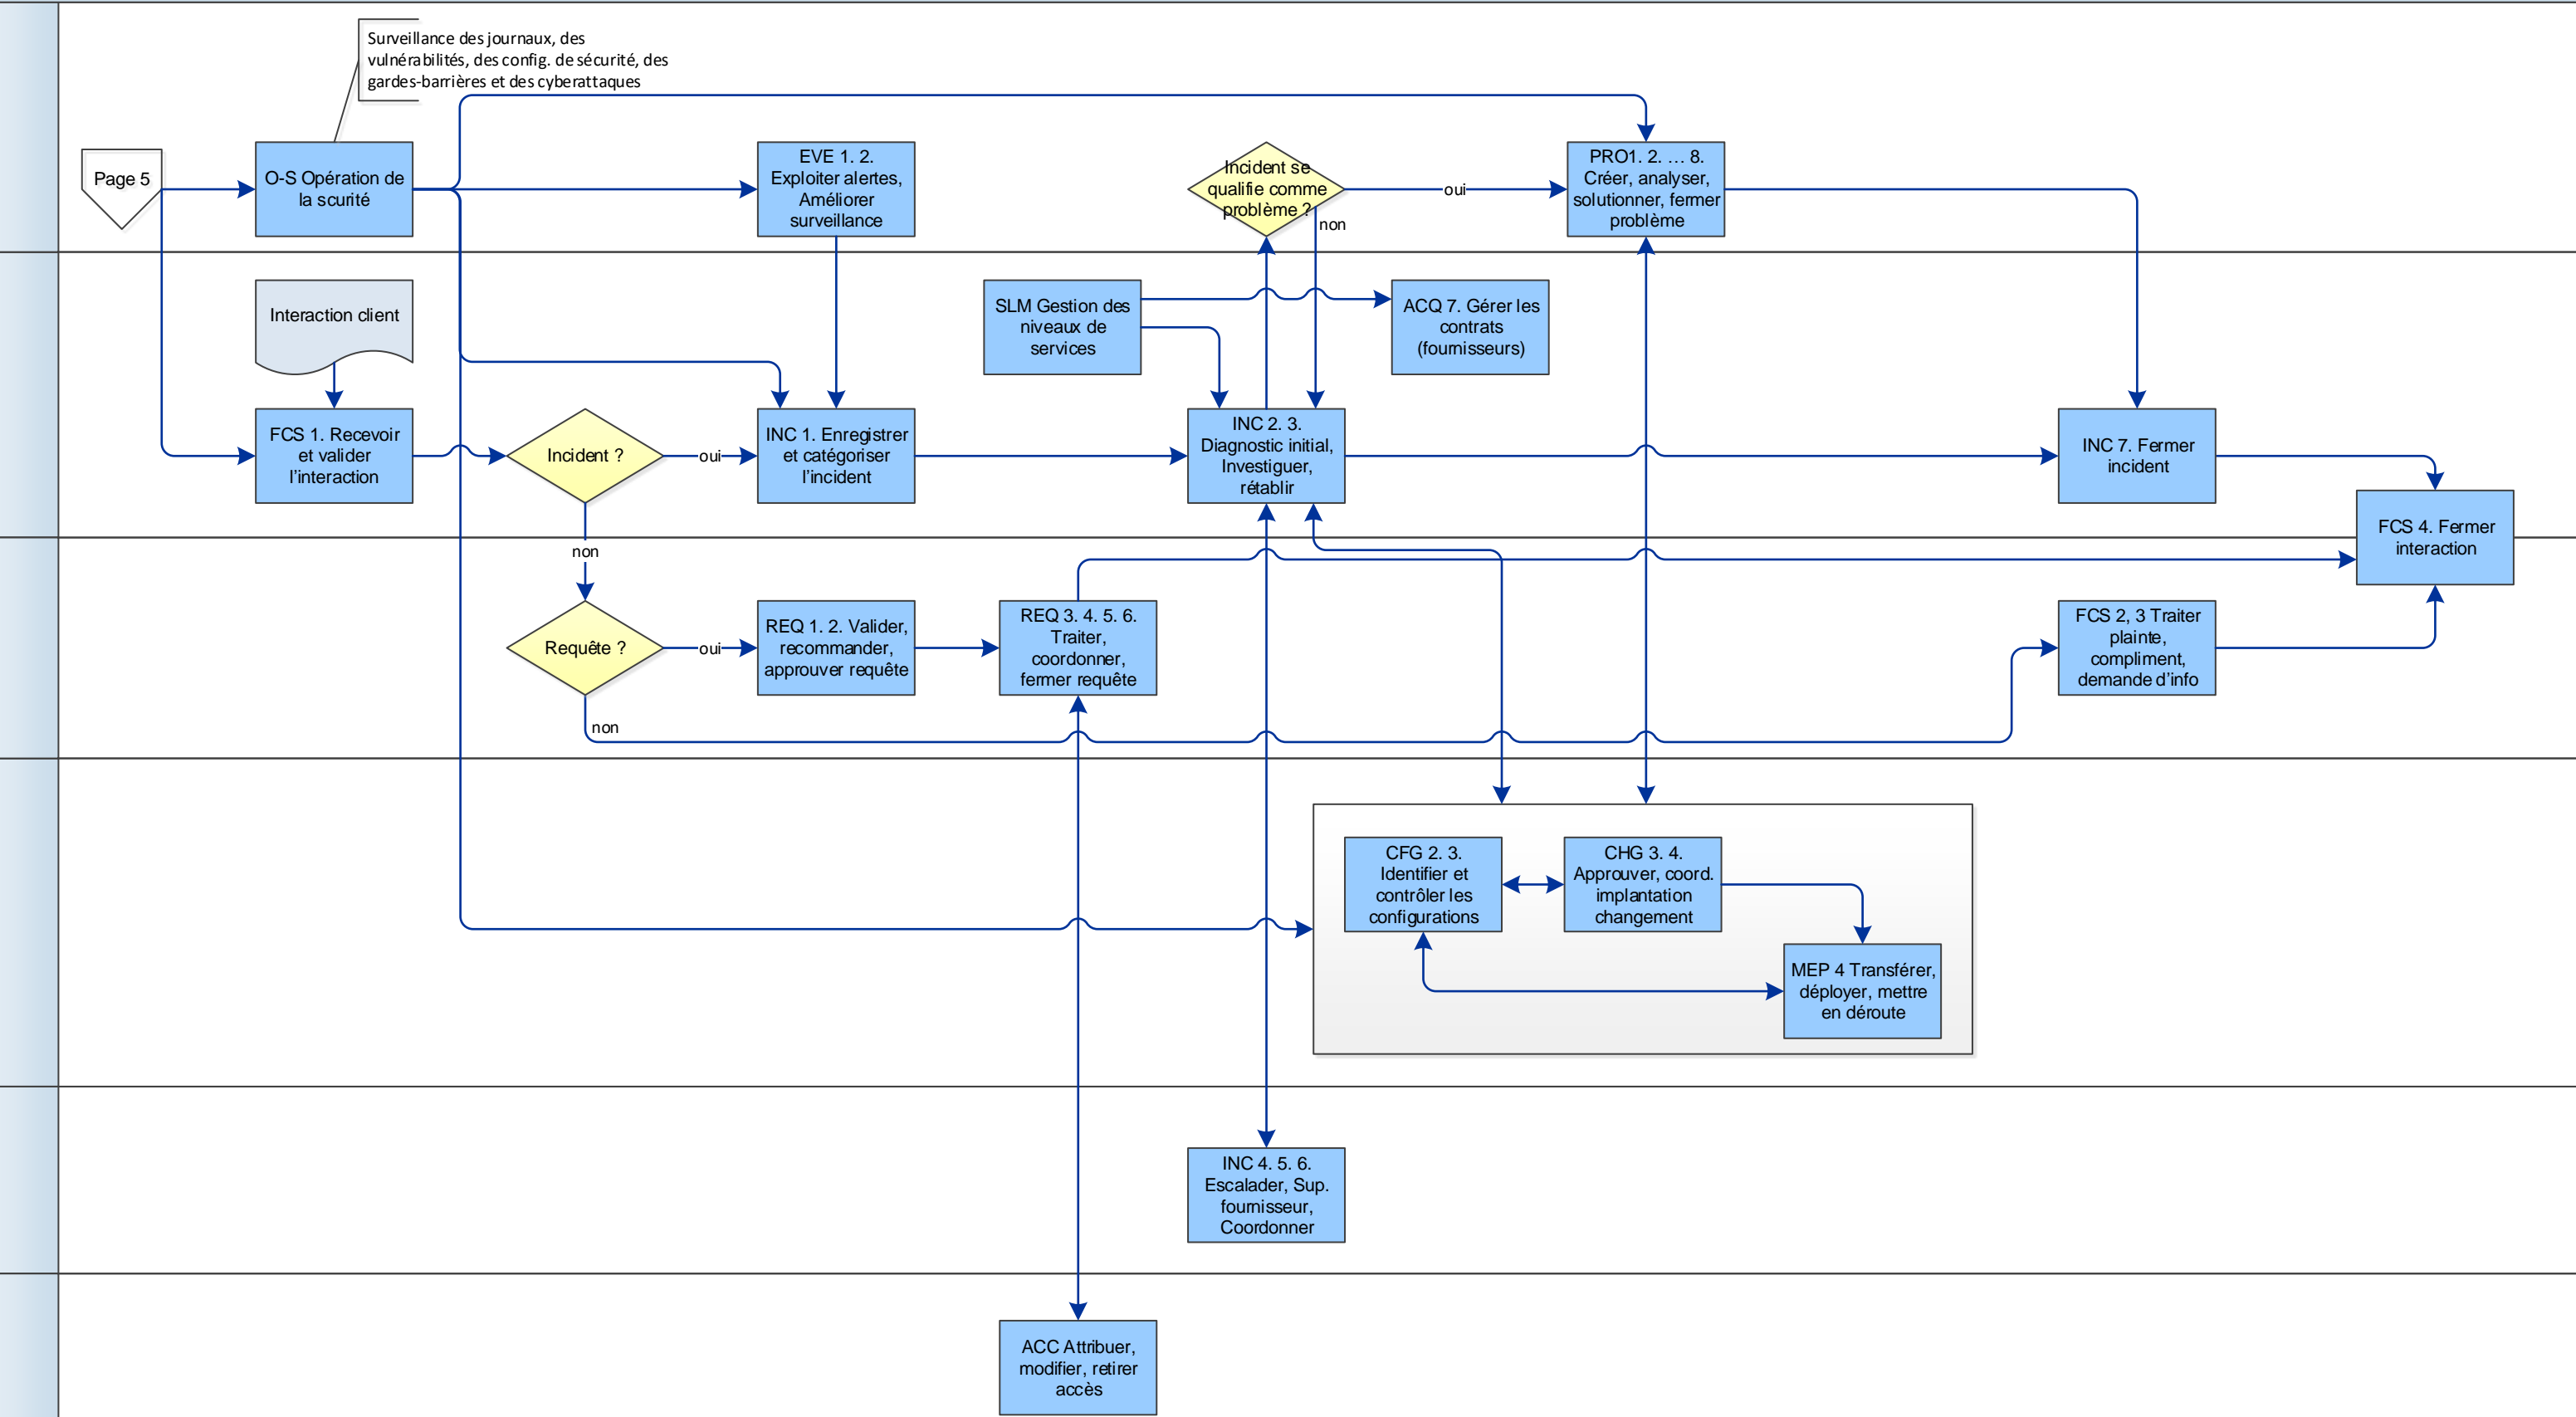 Surveillance des journaux, des
vulnérabilités, des config. de sécurité, des
gardes-barrières et des cyberattaques
Page 5
O-S Opération de
la scurité
EVE 1. 2.
Exploiter alertes,
Améliorer
surveillance
Incident se
qualifie comme
problème ?
oui
non
PRO1. 2. … 8.
Créer, analyser,
solutionner, fermer
problème
Interaction client
SLM Gestion des
niveaux de
services
ACQ 7. Gérer les
contrats
(fournisseurs)
FCS 1. Recevoir
et valider
l’interaction
Incident ?
oui
INC 1. Enregistrer
et catégoriser
l’incident
INC 2. 3.
Diagnostic initial,
Investiguer,
rétablir
INC 7. Fermer
incident
FCS 4. Fermer
interaction
non
Requête ?
oui
REQ 1. 2. Valider,
recommander,
approuver requête
REQ 3. 4. 5. 6.
Traiter,
coordonner,
fermer requête
FCS 2, 3 Traiter
plainte,
compliment,
demande d’info
non
CFG 2. 3.
Identifier et
contrôler les
configurations
CHG 3. 4.
Approuver, coord.
implantation
changement
MEP 4 Transférer,
déployer, mettre
en déroute
INC 4. 5. 6.
Escalader, Sup.
fournisseur,
Coordonner
ACC Attribuer,
modifier, retirer
accès